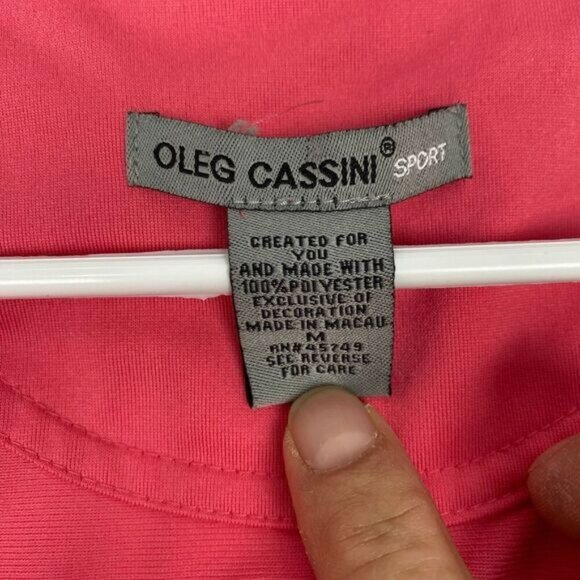 OLEG CASSINI® SPORT
CREATED FOR
YOU
AND MADE WITH
100%POLYESTER
EXCLUSIVE OF
DECORATION
MADE IN MACAU
M
RN#45749
SEE REVERSE
FOR CARE